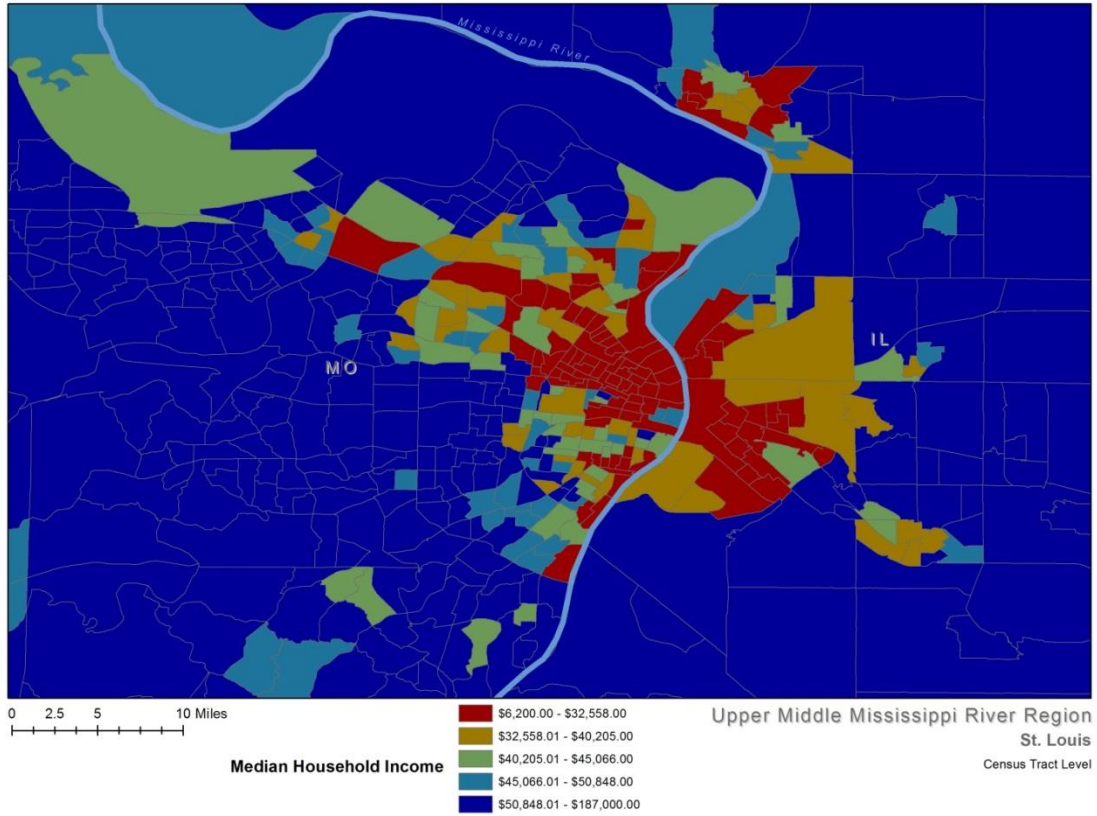 Mississippi River
MO
IL
0 2.5 5 10 Miles
Median Household Income
$6,200.00 - $32,558.00
$32,558.01 - $40,205.00
$40,205.01 - $45,066.00
$45,066.01 - $50,848.00
$50,848.01 - $187,000.00
Upper Middle Mississippi River Region
St. Louis
Census Tract Level